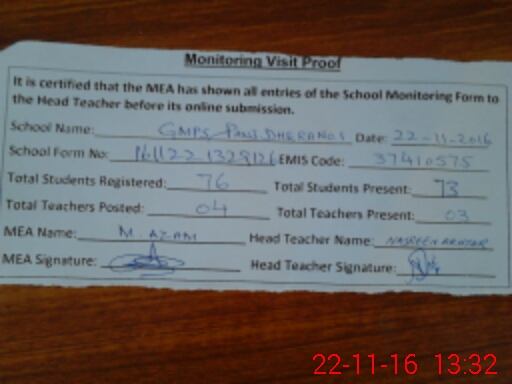 Monitoring Visit Proof
It is certified that the MEA has shown all entries of the School Monitoring Form to
the Head Teacher before its online submission.
School Name: GMPS Date: 22-11-2016
School Form No: EMIS Code: 37410575
Total Students Registered: 76 Total Students Present: 73
Total Teachers Posted: 04 Total Teachers Present: 03
MEA Name: M. AZAM Head Teacher Name: NASREEN AKHTAR
MEA Signature: Head Teacher Signature:
22-11-16 13:32